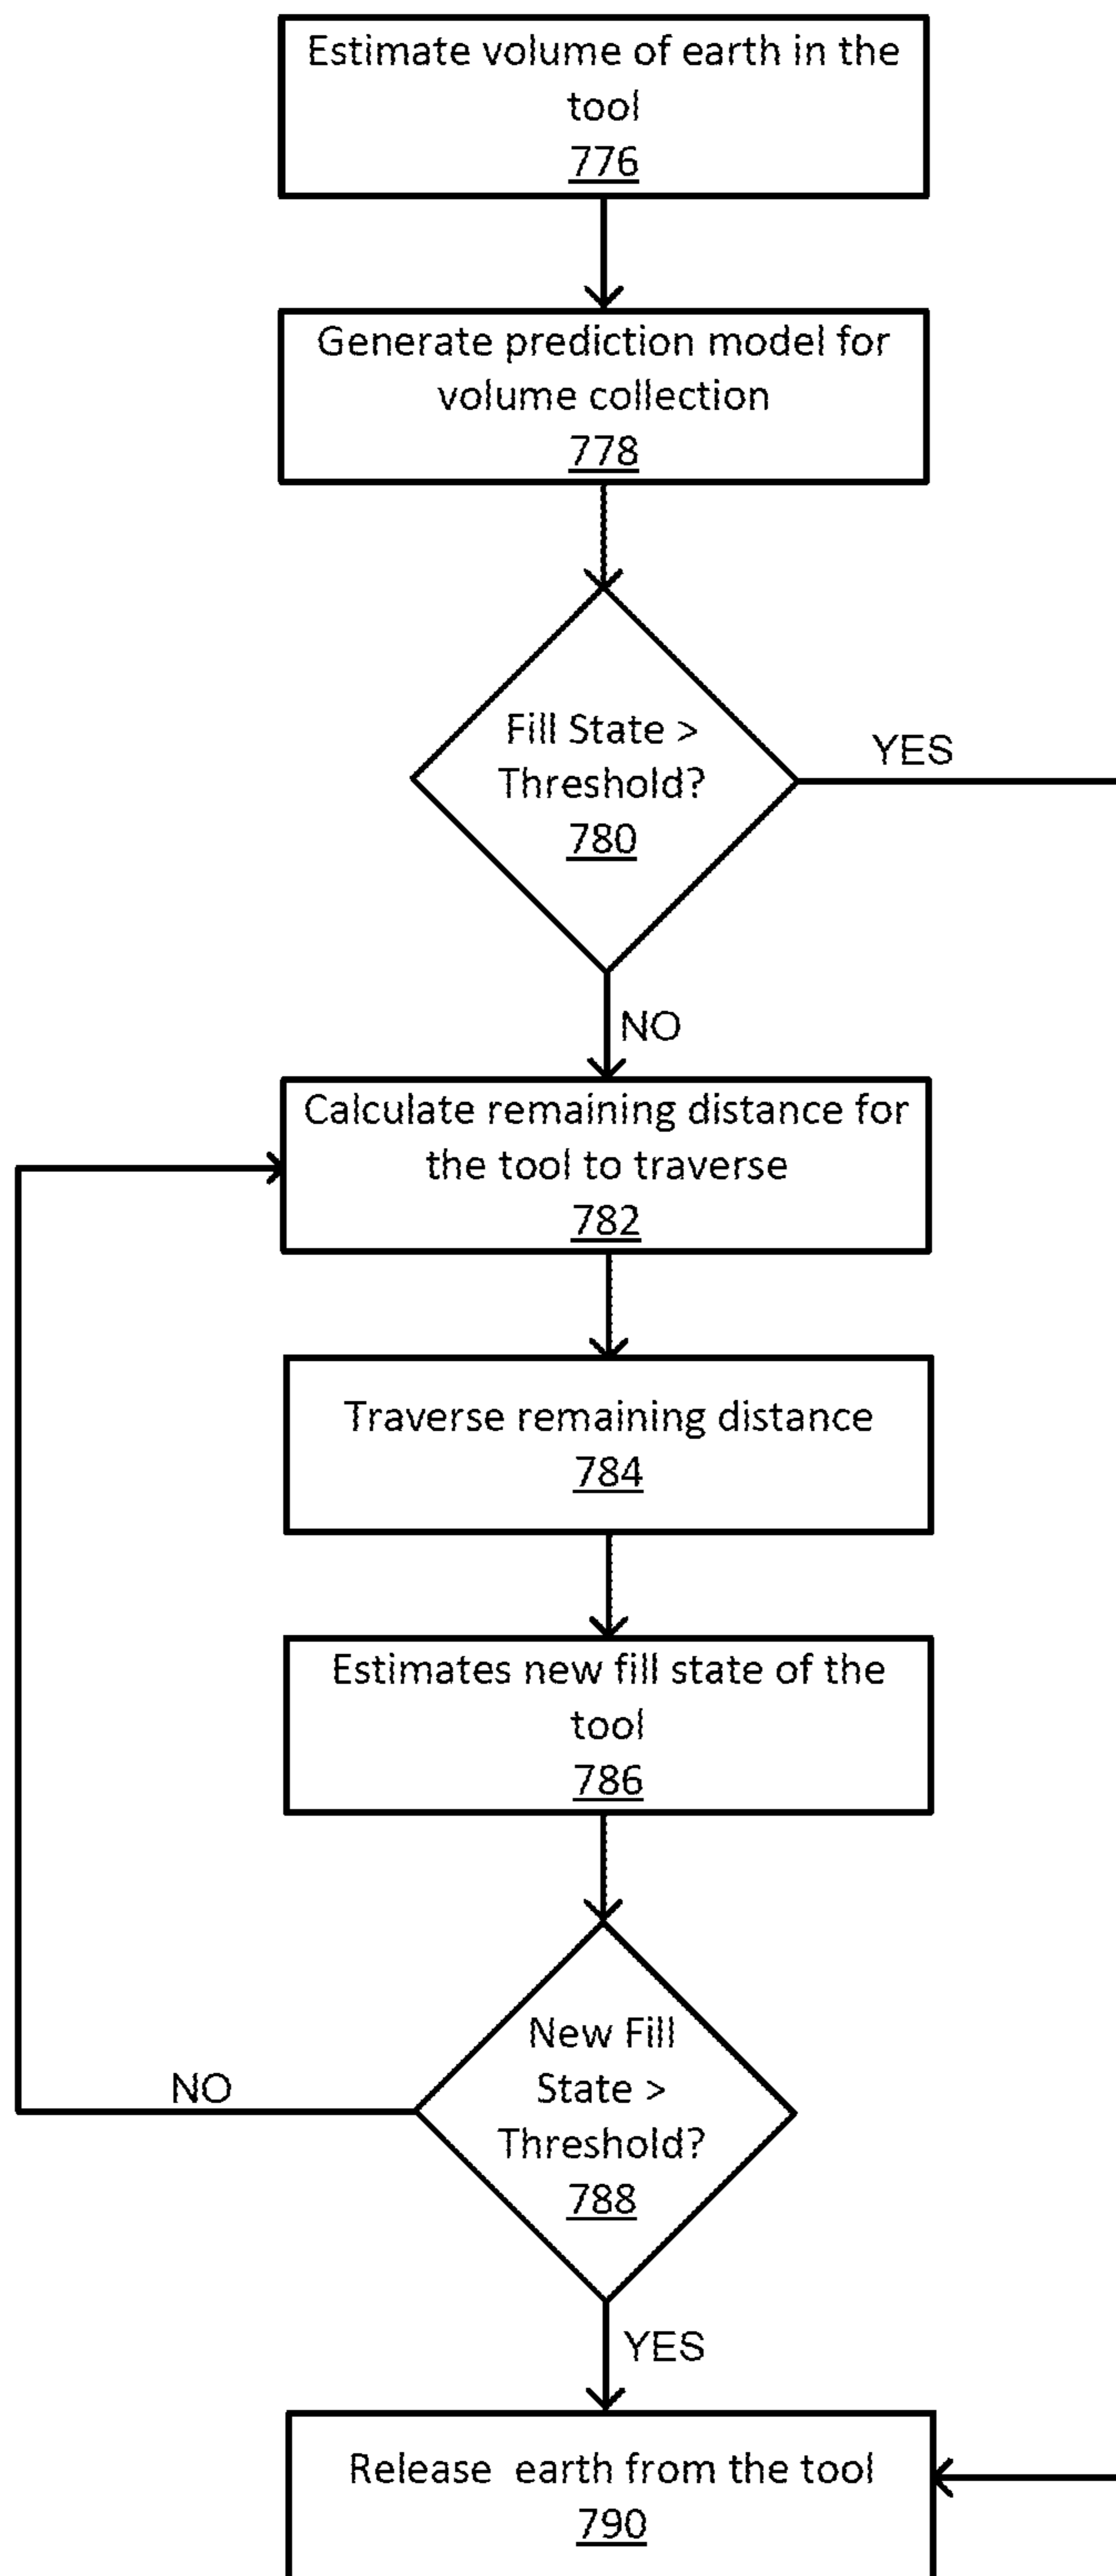 Estimate volume of earth in the
tool
776
Generate prediction model for
volume collection
778
Fill State >
Threshold?
780
YES
NO
Calculate remaining distance for
the tool to traverse
782
Traverse remaining distance
784
Estimates new fill state of the
tool
786
New Fill
State >
Threshold?
788
NO
YES
Release earth from the tool
790